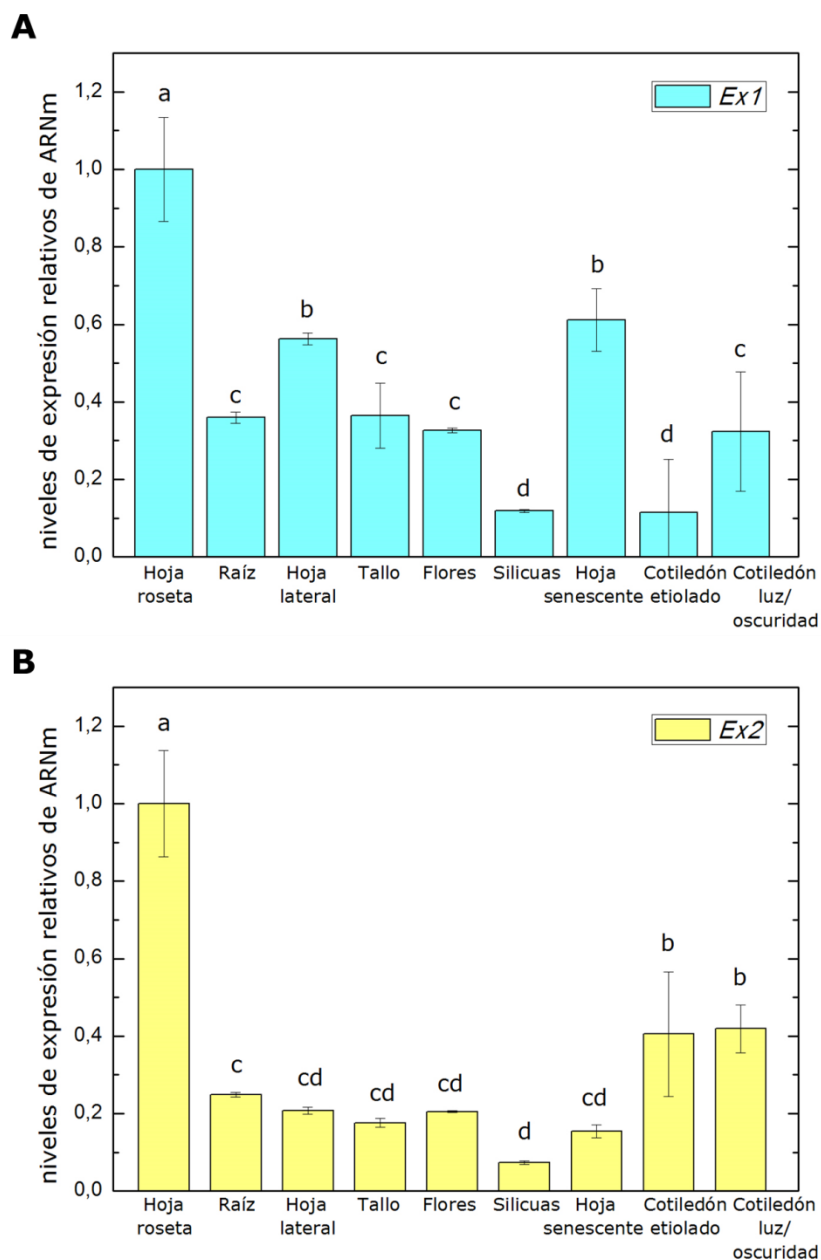 A
niveles de expresión relativos de ARNm
1,2
1,0
0,8
0,6
0,4
0,2
0,0
Ex1
a
c
b
c
c
d
b
d
c
Hoja roseta
Raíz
Hoja lateral
Tallo
Flores
Silicuas
Hoja senescente
Cotiledón etiolado
Cotiledón luz/ oscuridad
B
niveles de expresión relativos de ARNm
1,2
1,0
0,8
0,6
0,4
0,2
0,0
Ex2
a
c
cd
cd
cd
d
cd
b
b
Hoja roseta
Raíz
Hoja lateral
Tallo
Flores
Silicuas
Hoja senescente
Cotiledón etiolado
Cotiledón luz/ oscuridad